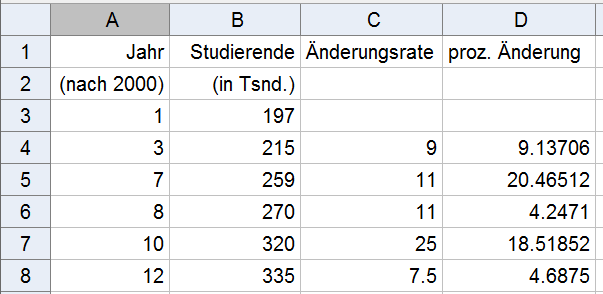 A B C D
1 Jahr Studierende Änderungsrate proz. Änderung
2 (nach 2000) (in Tsnd.)
3 1 197
4 3 215 9 9.13706
5 7 259 11 20.46512
6 8 270 11 4.2471
7 10 320 25 18.51852
8 12 335 7.5 4.6875